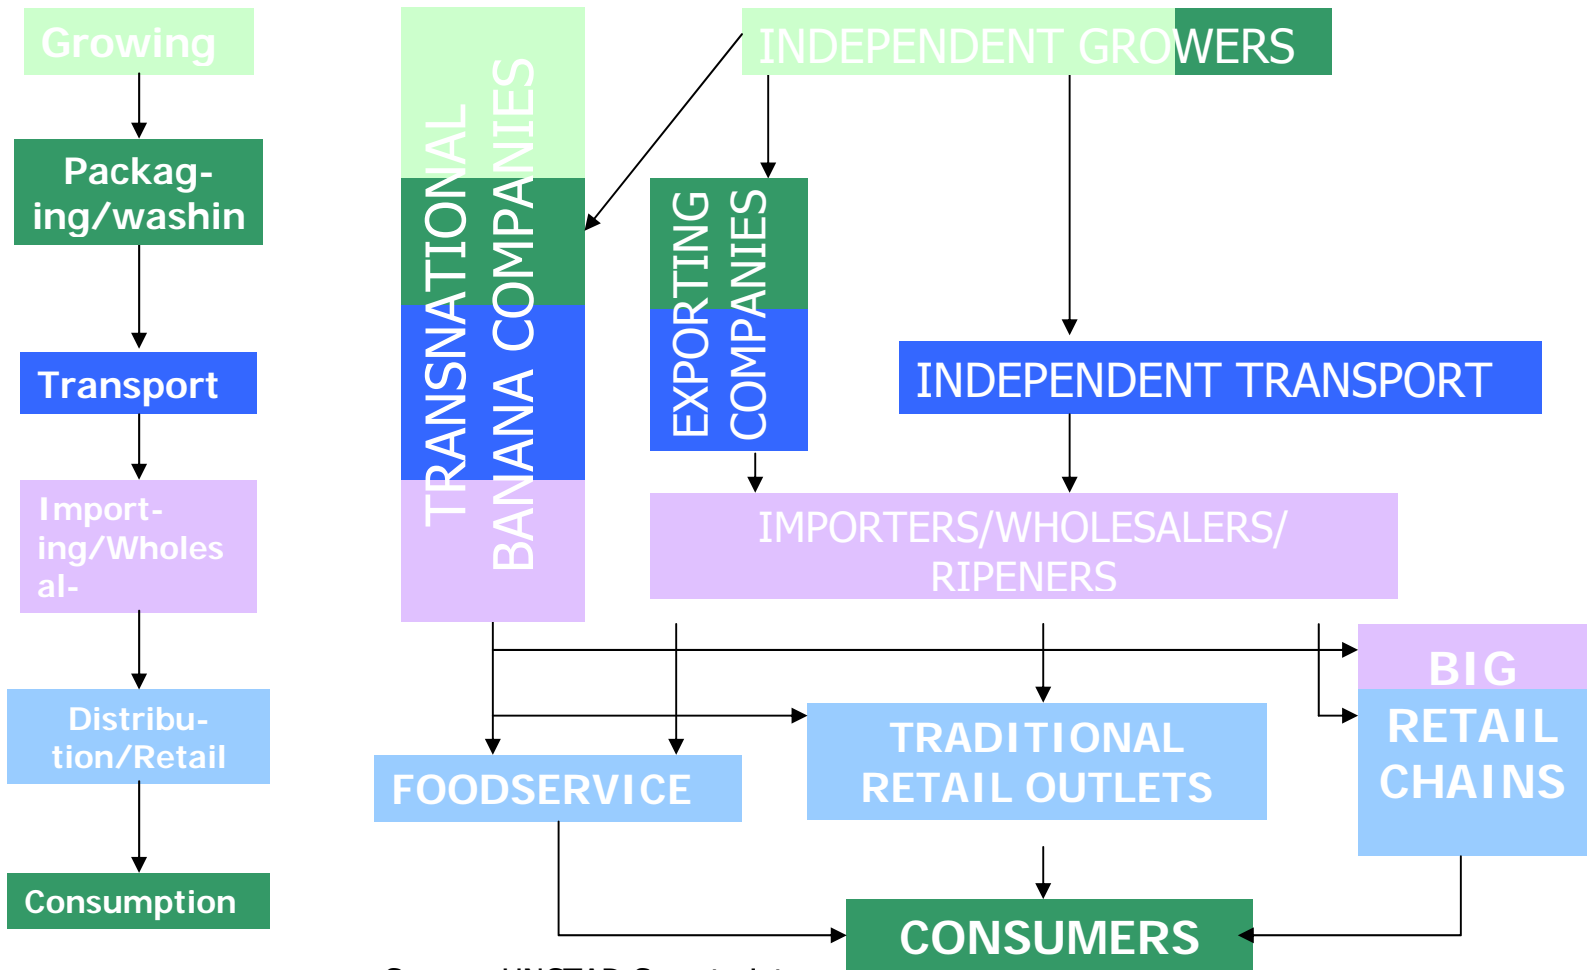 Growing
Packag-
ing/washin
Transport
Import-
ing/Wholes
al-
Distribu-
tion/Retail
Consumption
TRANSNATIONAL
BANANA COMPANIES
INDEPENDENT GROWERS
EXPORTING
COMPANIES
INDEPENDENT TRANSPORT
IMPORTERS/WHOLESALERS/
RIPENERS
BIG
RETAIL
CHAINS
TRADITIONAL
RETAIL OUTLETS
FOODSERVICE
CONSUMERS
UNCTAD